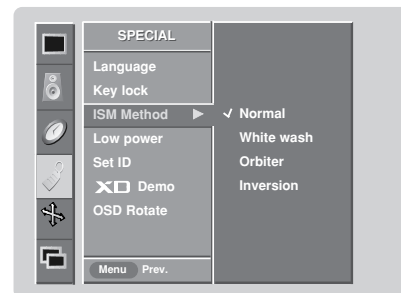 SPECIAL
Language
Key lock
ISM Method ▶ ✓ Normal
Low power White wash
Set ID Orbiter
XD Demo Inversion
OSD Rotate
Menu Prev.